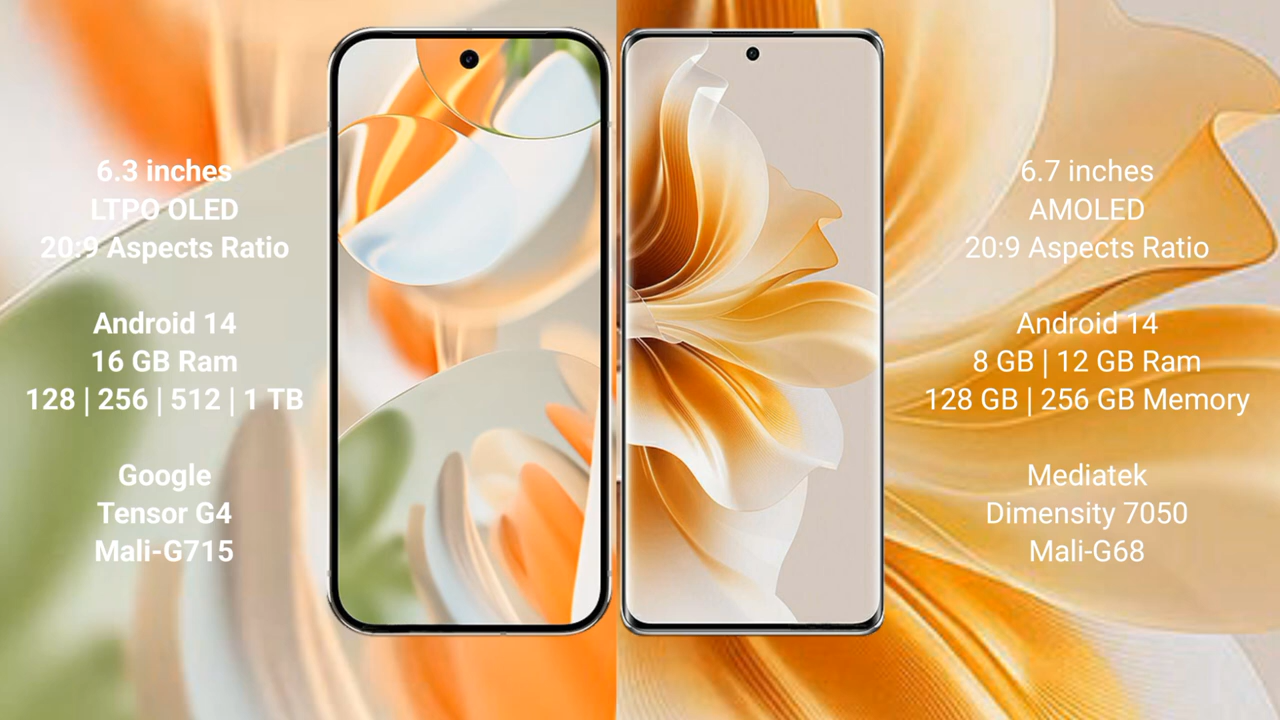 6.3 inches
LTPO OLED
20:9 Aspects Ratio
Android 14
16 GB Ram
128 | 256 | 512 | 1 TB
Google
Tensor G4
Mali-G715
6.7 inches
AMOLED
20:9 Aspects Ratio
Android 14
8 GB | 12 GB Ram
128 GB | 256 GB Memory
Mediatek
Dimensity 7050
Mali-G68